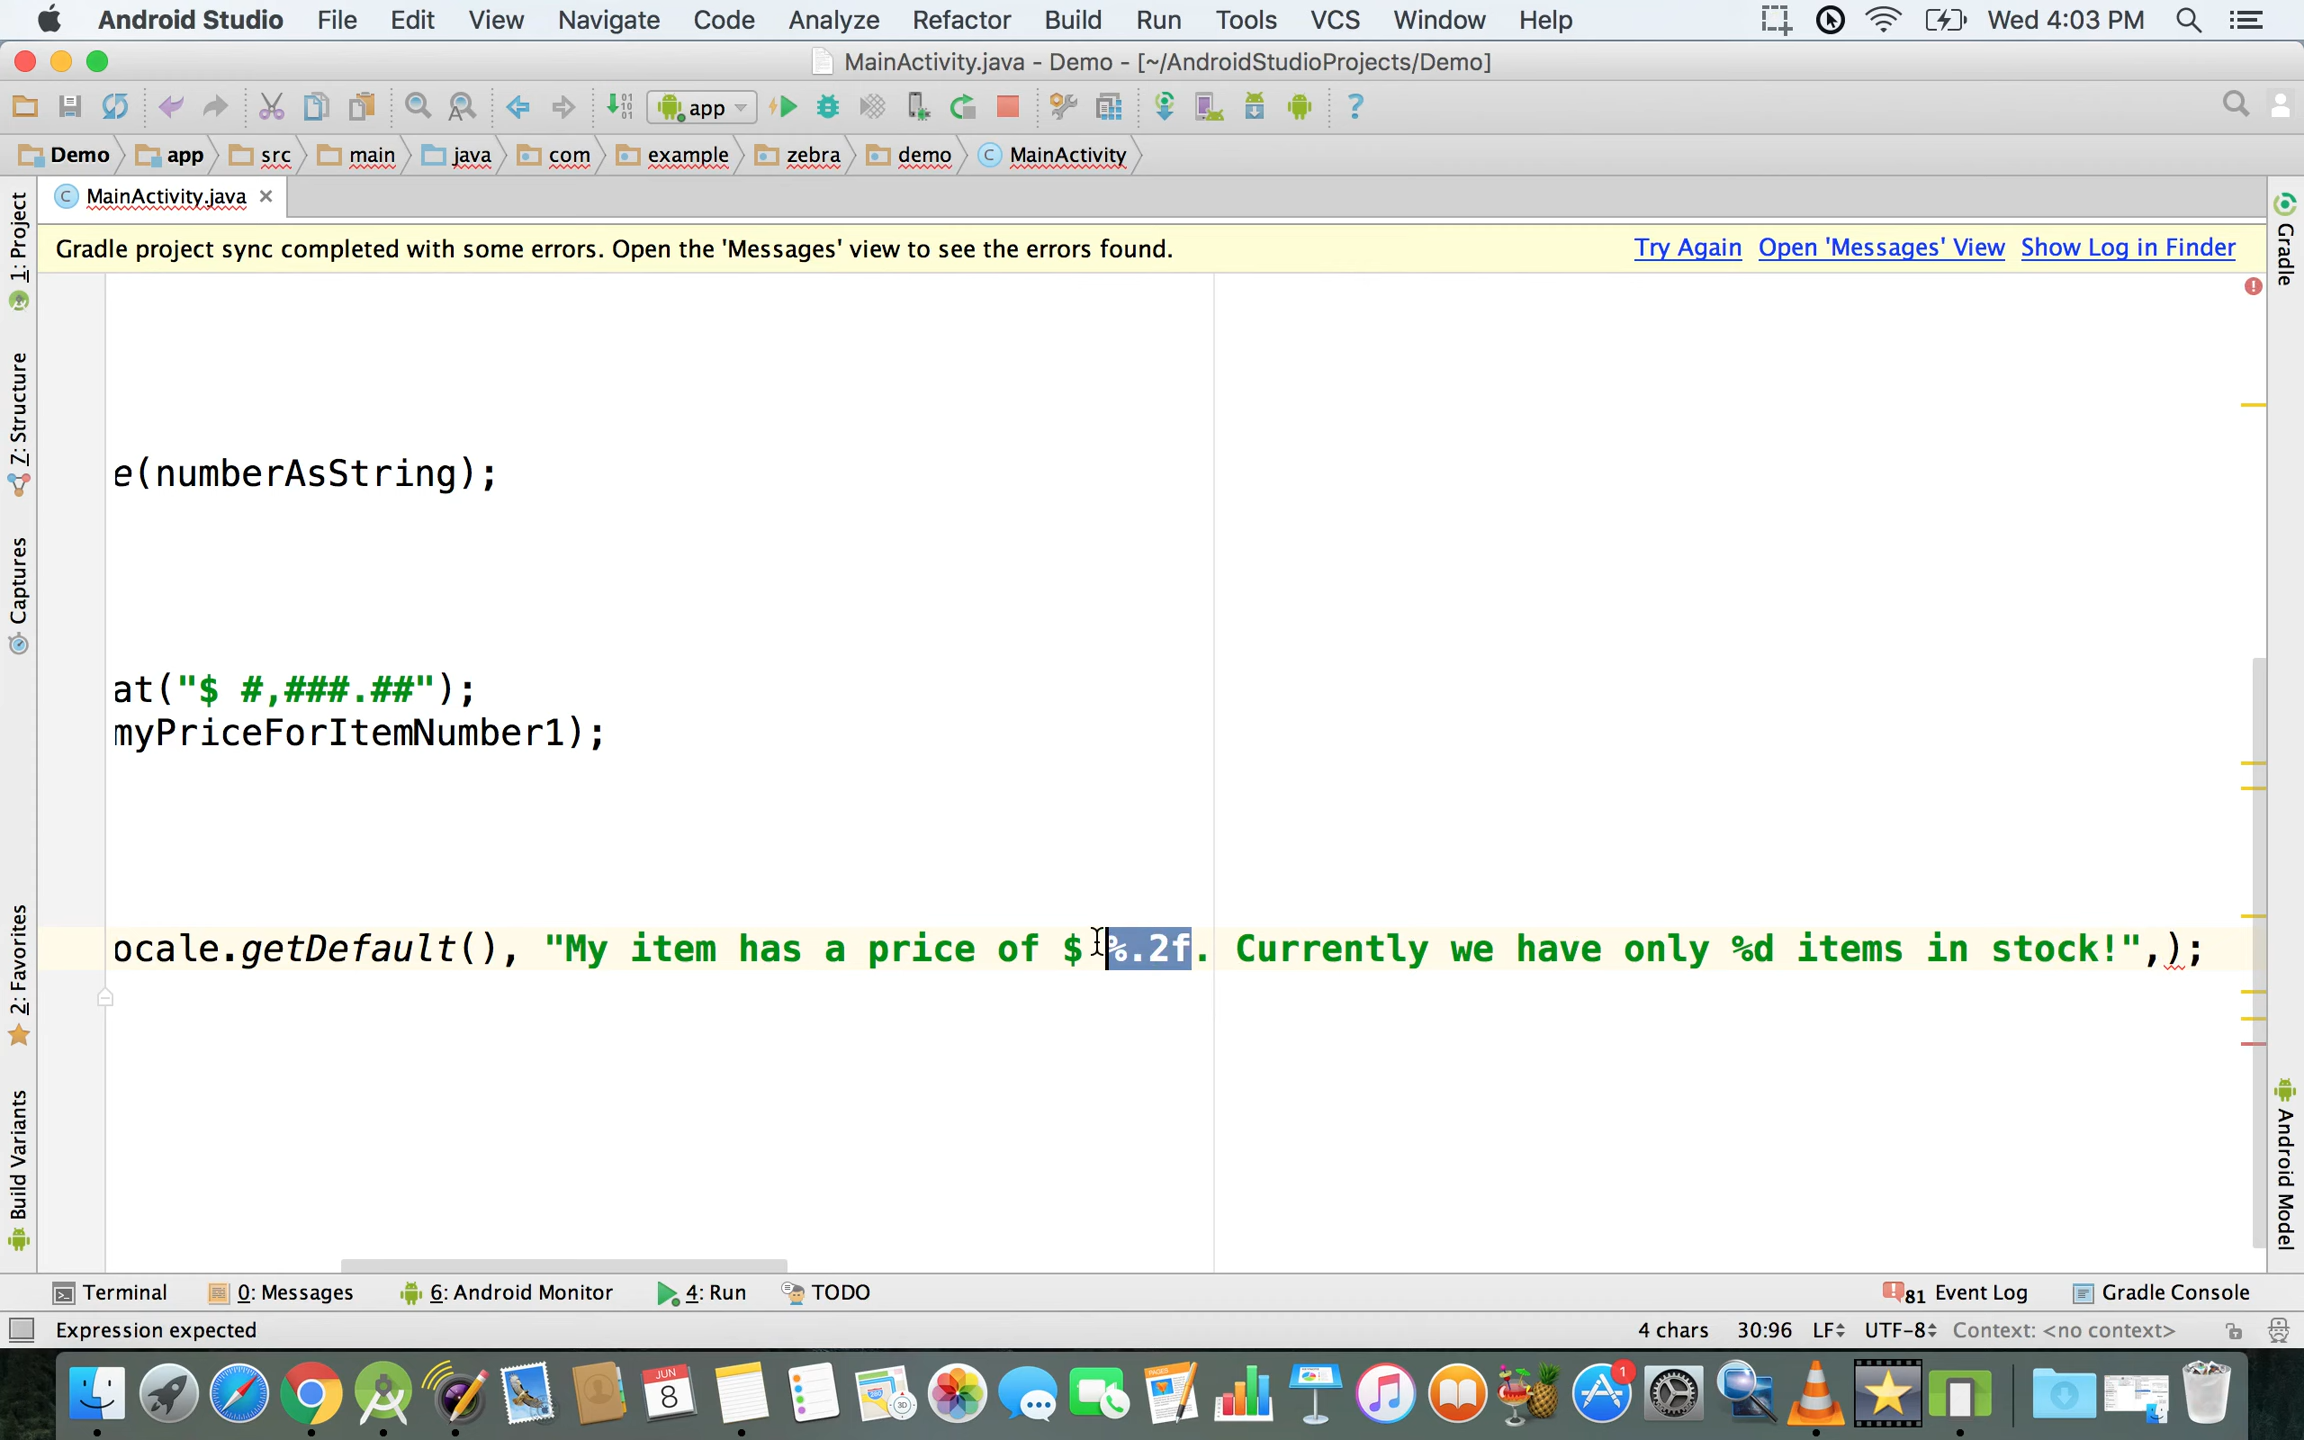 Android Studio File Edit View Navigate Code Analyze Refactor Build Run Tools VCS Window Help Wed 4:03 PM
MainActivity.java - Demo - [~/AndroidStudioProjects/Demo]
app
Demo app src main java com example zebra demo MainActivity
MainActivity.java
Gradle project sync completed with some errors. Open the 'Messages' view to see the errors found. Try Again Open 'Messages' View Show Log in Finder
1: Project
7: Structure
Captures
2: Favorites
Build Variants
e(numberAsString);
at("$ #,###.##");
myPriceForItemNumber1);
ocale.getDefault(), "My item has a price of $ %.2f. Currently we have only %d items in stock!",);
Gradle
Android Model
Terminal 0: Messages 6: Android Monitor 4: Run TODO 81 Event Log Gradle Console
Expression expected 4 chars 30:96 LF UTF-8 Context: <no context>
JUN
8
3D
1